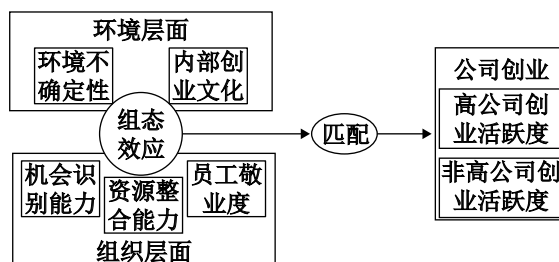 环境层面
环境不
确定性
内部创
业文化
组态
效应
机会识
别能力
资源整
合能力
员工敬
业度
组织层面
匹配
公司创业
高公司创
业活跃度
非高公司创
业活跃度